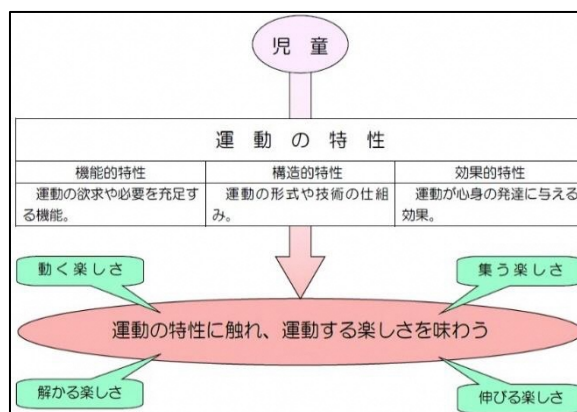 児 童
運 動 の 特 性
機能的特性
構造的特性
効果的特性
運動の欲求や必要を充足す
る機能。
運動の形式や技術の仕組
み。
運動が心身の発達に与える
効果。
動く楽しさ
集う楽しさ
運動の特性に触れ、運動する楽しさを味わう
解かる楽しさ
伸びる楽しさ